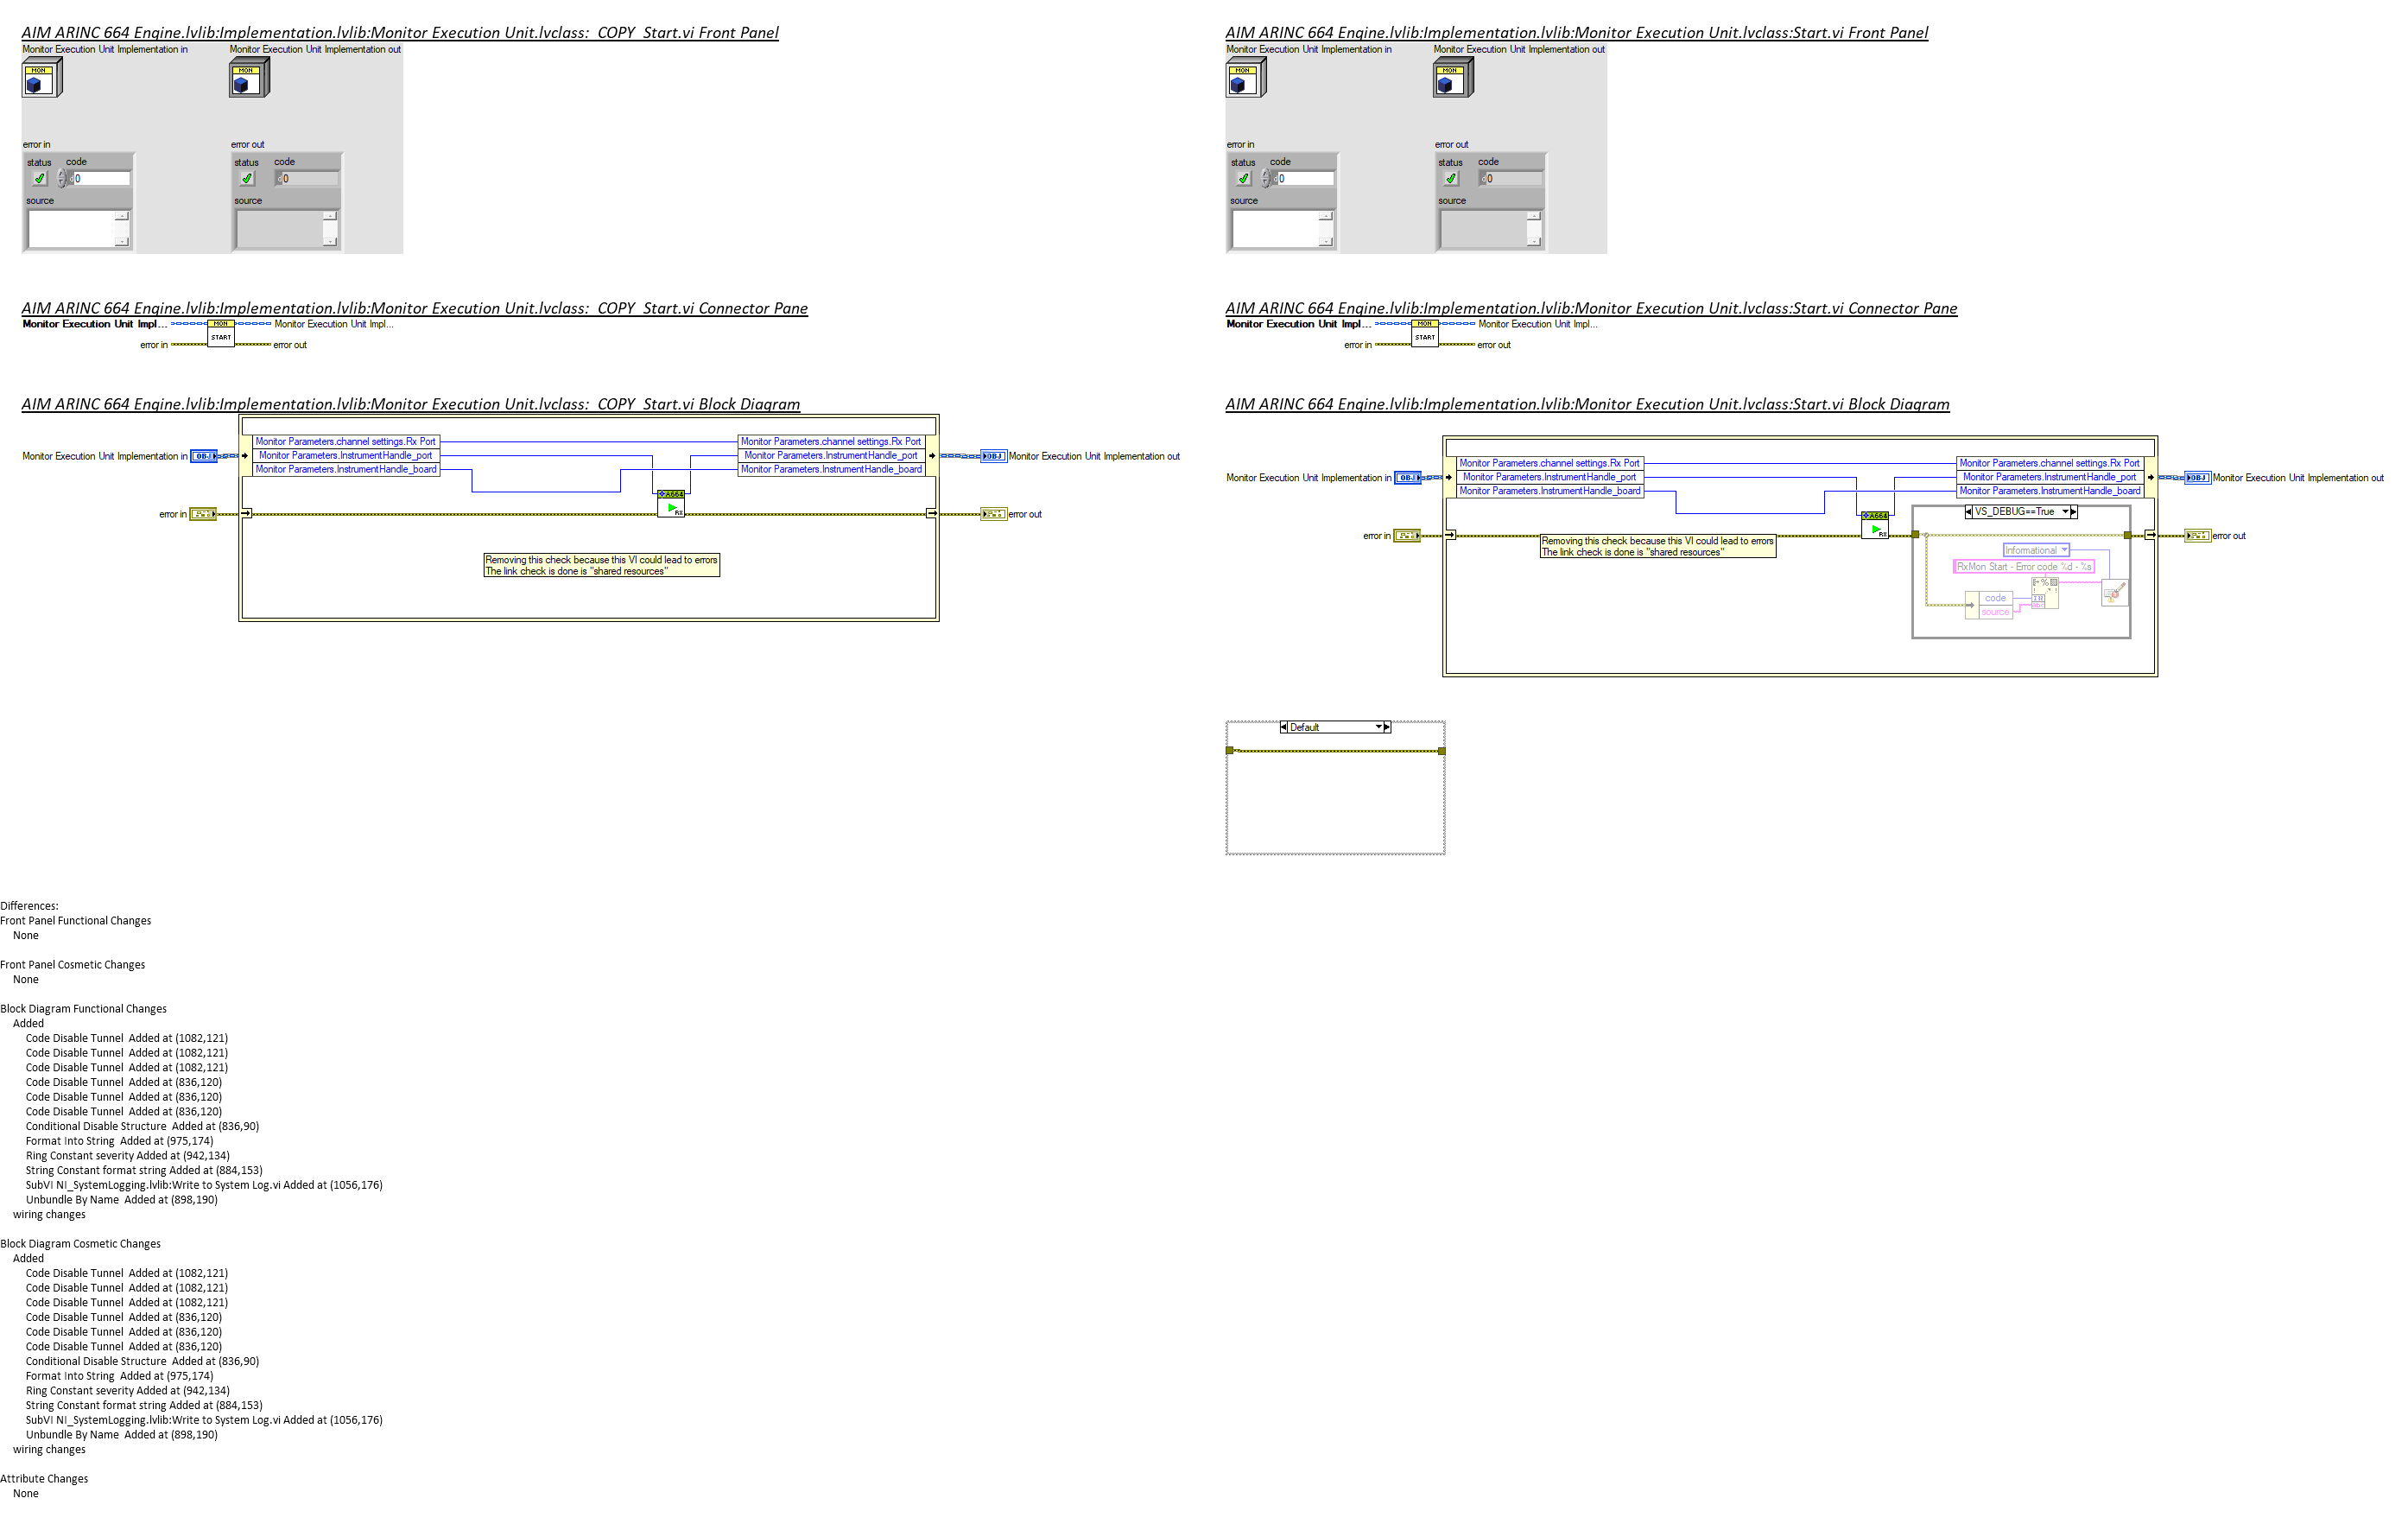 AIM ARINC 664 Engine.lvlib:Implementation.lvlib:Monitor Execution Unit.lvclass:_COPY_Start.vi Front Panel
Monitor Execution Unit Implementation in
Monitor Execution Unit Implementation out
MON
MON
error in
error out
status
code
status
code
0
0
source
source
AIM ARINC 664 Engine.lvlib:Implementation.lvlib:Monitor Execution Unit.lvclass:_COPY_Start.vi Connector Pane
Monitor Execution Unit Impl...
MON
Monitor Execution Unit Impl...
START
error in
error out
AIM ARINC 664 Engine.lvlib:Implementation.lvlib:Monitor Execution Unit.lvclass:_COPY_Start.vi Block Diagram
Monitor Parameters.channel settings.Rx Port
Monitor Parameters.channel settings.Rx Port
Monitor Execution Unit Implementation in
OBJ
Monitor Parameters.InstrumentHandle_port
Monitor Parameters.InstrumentHandle_port
OBJ
Monitor Execution Unit Implementation out
Monitor Parameters.InstrumentHandle_board
Monitor Parameters.InstrumentHandle_board
A664
RX
error in
error out
Removing this check because this VI could lead to errors
The link check is done is "shared resources"
AIM ARINC 664 Engine.lvlib:Implementation.lvlib:Monitor Execution Unit.lvclass:Start.vi Front Panel
Monitor Execution Unit Implementation in
Monitor Execution Unit Implementation out
MON
MON
error in
error out
status
code
status
code
0
0
source
source
AIM ARINC 664 Engine.lvlib:Implementation.lvlib:Monitor Execution Unit.lvclass:Start.vi Connector Pane
Monitor Execution Unit Impl...
MON
Monitor Execution Unit Impl...
START
error in
error out
AIM ARINC 664 Engine.lvlib:Implementation.lvlib:Monitor Execution Unit.lvclass:Start.vi Block Diagram
Monitor Parameters.channel settings.Rx Port
Monitor Parameters.channel settings.Rx Port
Monitor Execution Unit Implementation in
OBJ
Monitor Parameters.InstrumentHandle_port
Monitor Parameters.InstrumentHandle_port
OBJ
Monitor Execution Unit Implementation out
Monitor Parameters.InstrumentHandle_board
Monitor Parameters.InstrumentHandle_board
A664
RX
VS_DEBUG==True
error in
error out
Removing this check because this VI could lead to errors
The link check is done is "shared resources"
Informational
RxMon Start - Error code %d - %s
code
source
Default
Differences:
Front Panel Functional Changes
None
Front Panel Cosmetic Changes
None
Block Diagram Functional Changes
Added
Code Disable Tunnel  Added at (1082,121)
Code Disable Tunnel  Added at (1082,121)
Code Disable Tunnel  Added at (1082,121)
Code Disable Tunnel  Added at (836,120)
Code Disable Tunnel  Added at (836,120)
Code Disable Tunnel  Added at (836,120)
Conditional Disable Structure  Added at (836,90)
Format Into String  Added at (975,174)
Ring Constant severity Added at (942,134)
String Constant format string Added at (884,153)
SubVI NI_SystemLogging.lvlib:Write to System Log.vi Added at (1056,176)
Unbundle By Name  Added at (898,190)
wiring changes
Block Diagram Cosmetic Changes
Added
Code Disable Tunnel  Added at (1082,121)
Code Disable Tunnel  Added at (1082,121)
Code Disable Tunnel  Added at (1082,121)
Code Disable Tunnel  Added at (836,120)
Code Disable Tunnel  Added at (836,120)
Code Disable Tunnel  Added at (836,120)
Conditional Disable Structure  Added at (836,90)
Format Into String  Added at (975,174)
Ring Constant severity Added at (942,134)
String Constant format string Added at (884,153)
SubVI NI_SystemLogging.lvlib:Write to System Log.vi Added at (1056,176)
Unbundle By Name  Added at (898,190)
wiring changes
Attribute Changes
None